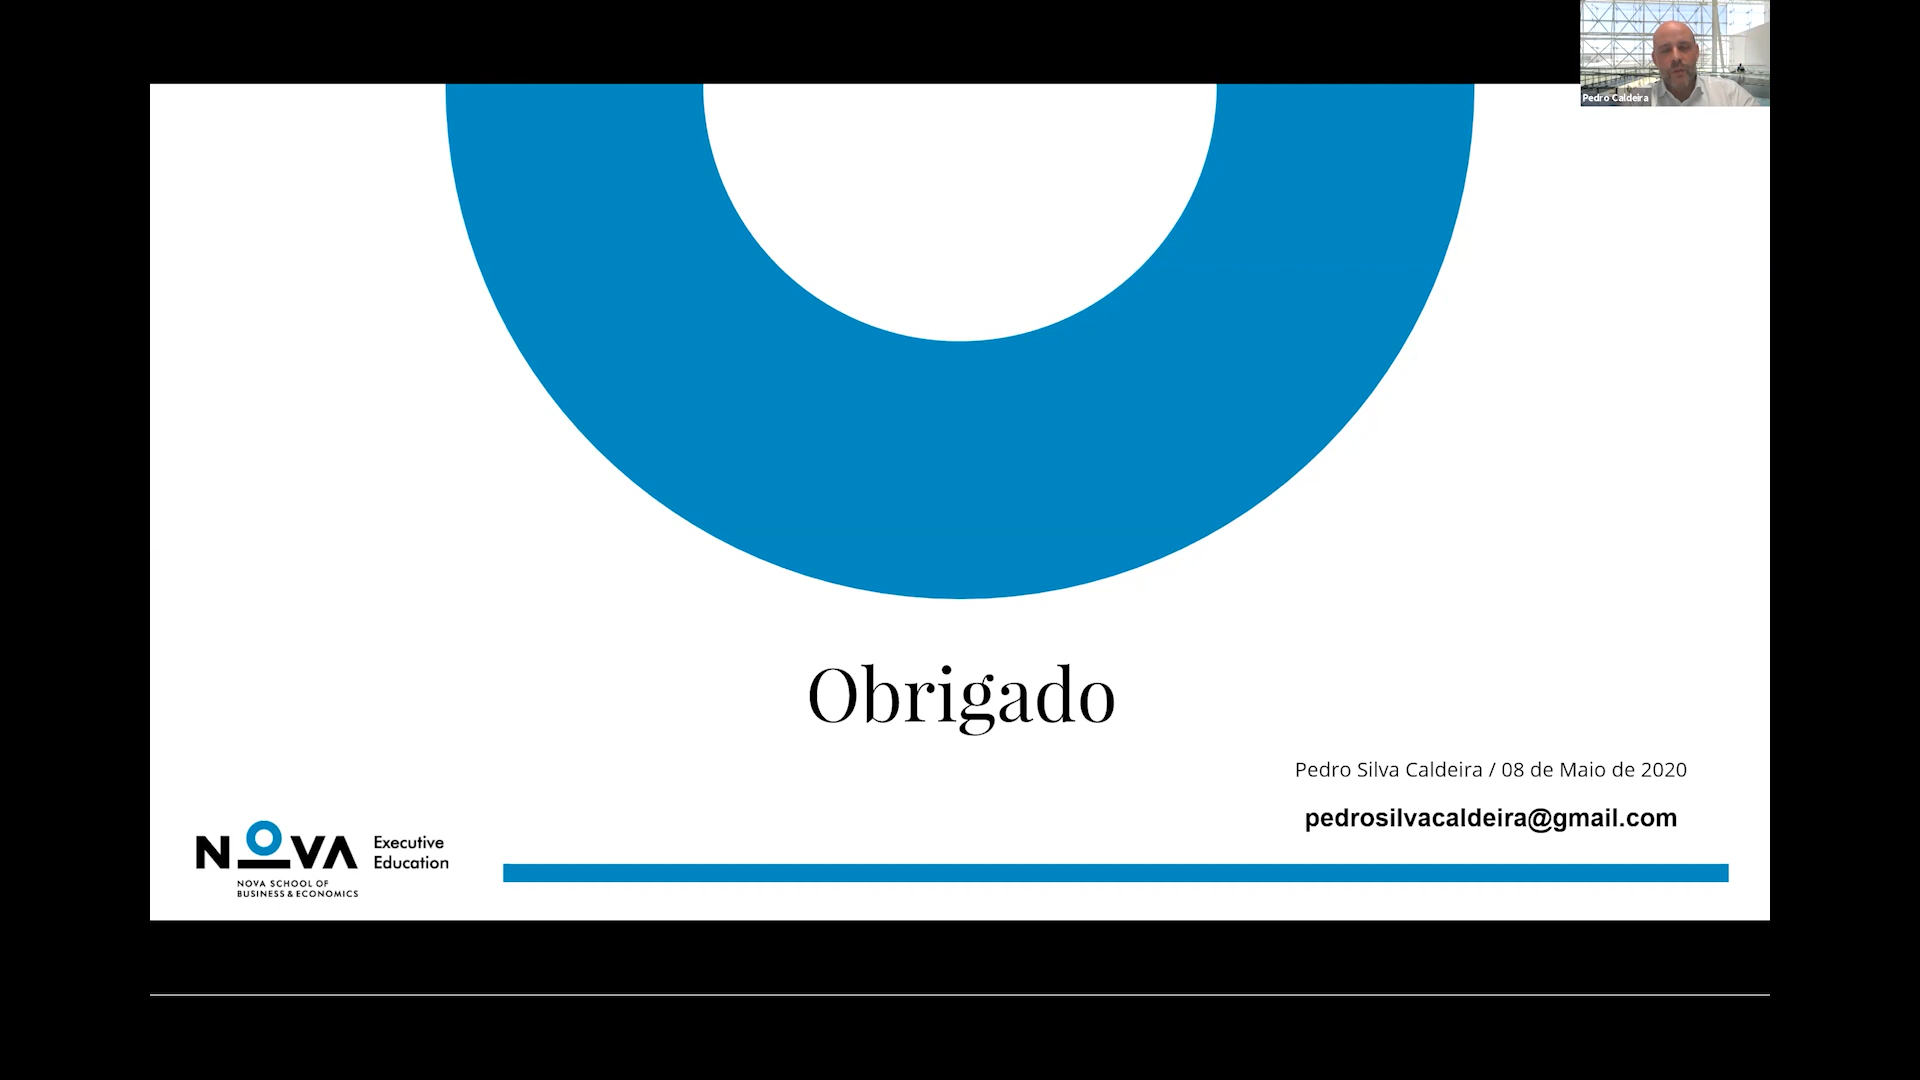 Pedro Caldeira
Obrigado
Pedro Silva Caldeira / 08 de Maio de 2020
pedrosilvacaldeira@gmail.com
NOVA
Executive
Education
NOVA SCHOOL OF
BUSINESS & ECONOMICS